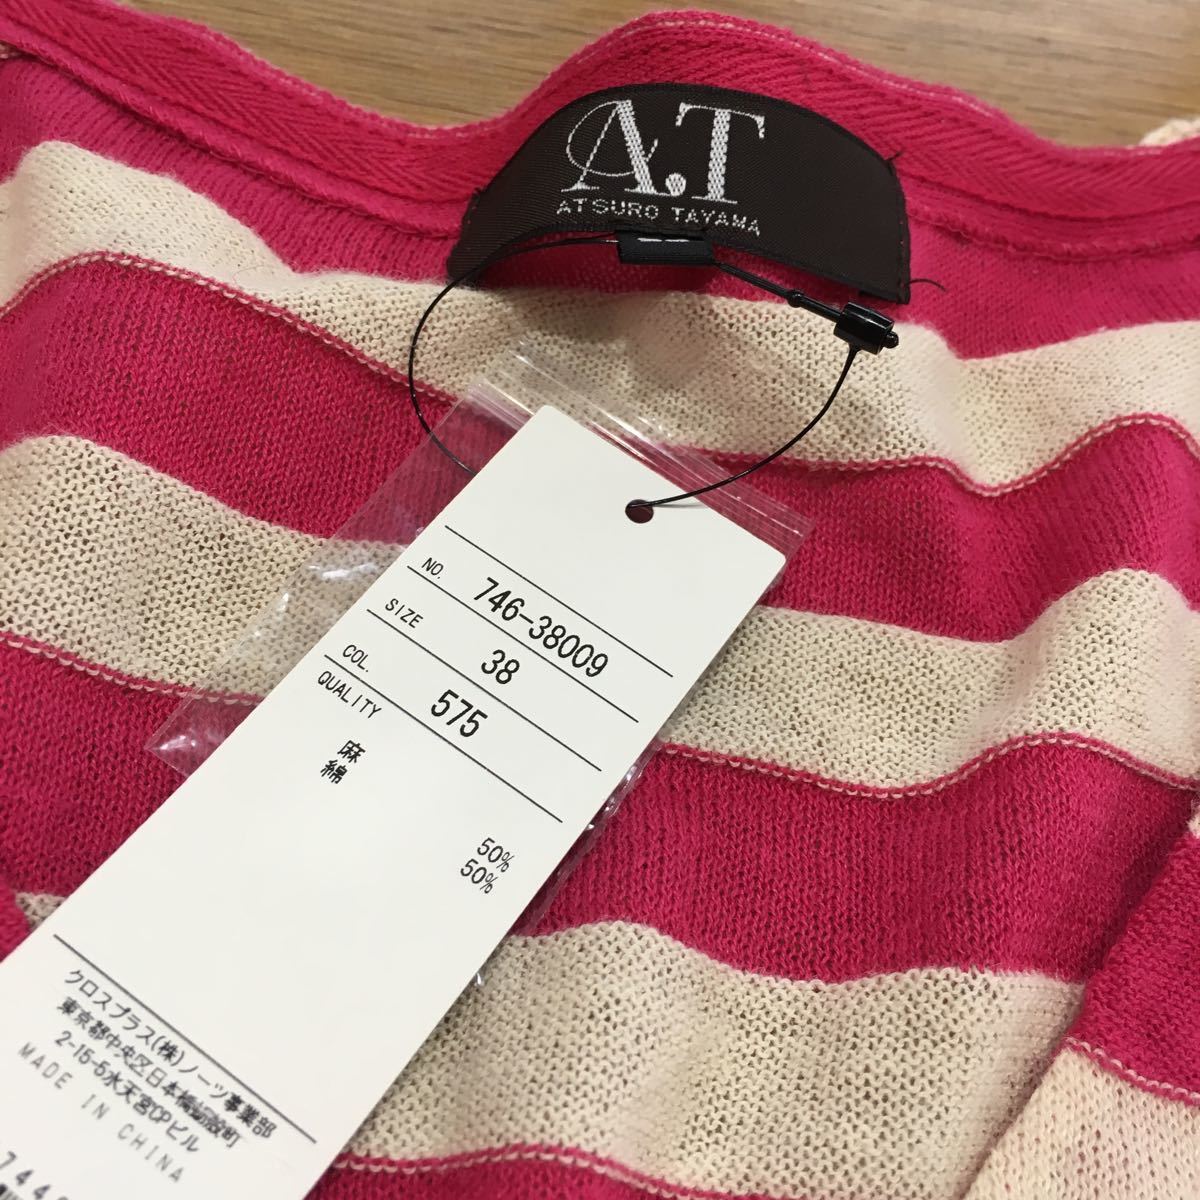 A.T
ATSURO TAYAMA
NO. 746-38009
SIZE 38
COL. 575
QUALITY
麻 50%
綿 50%
クロスプラス(株)ノーツ事業部
東京都中央区日本橋蛎殻町
2-15-5水天宮CPビル
MADE IN CHINA